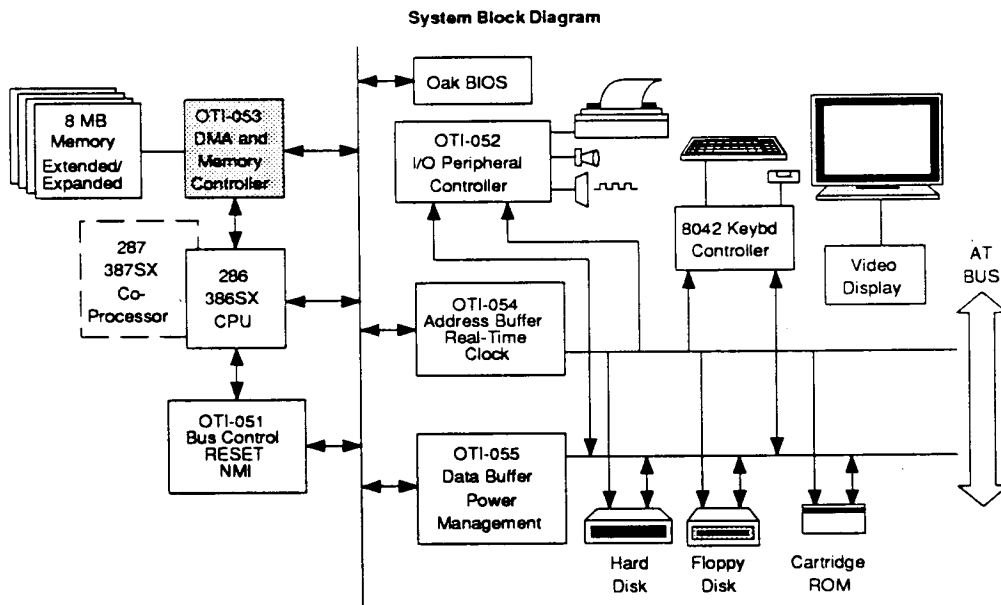 System Block Diagram
8 MB
Memory
Extended/
Expanded
OTI-053
DMA and
Memory
Controller
287
387SX
Co-
Processor
286
386SX
CPU
OTI-051
Bus Control
RESET
NMI
Oak BIOS
OTI-052
I/O Peripheral
Controller
OTI-054
Address Buffer
Real-Time
Clock
OTI-055
Data Buffer
Power
Management
8042 Keybd
Controller
Video
Display
AT
BUS
Hard
Disk
Floppy
Disk
Cartridge
ROM